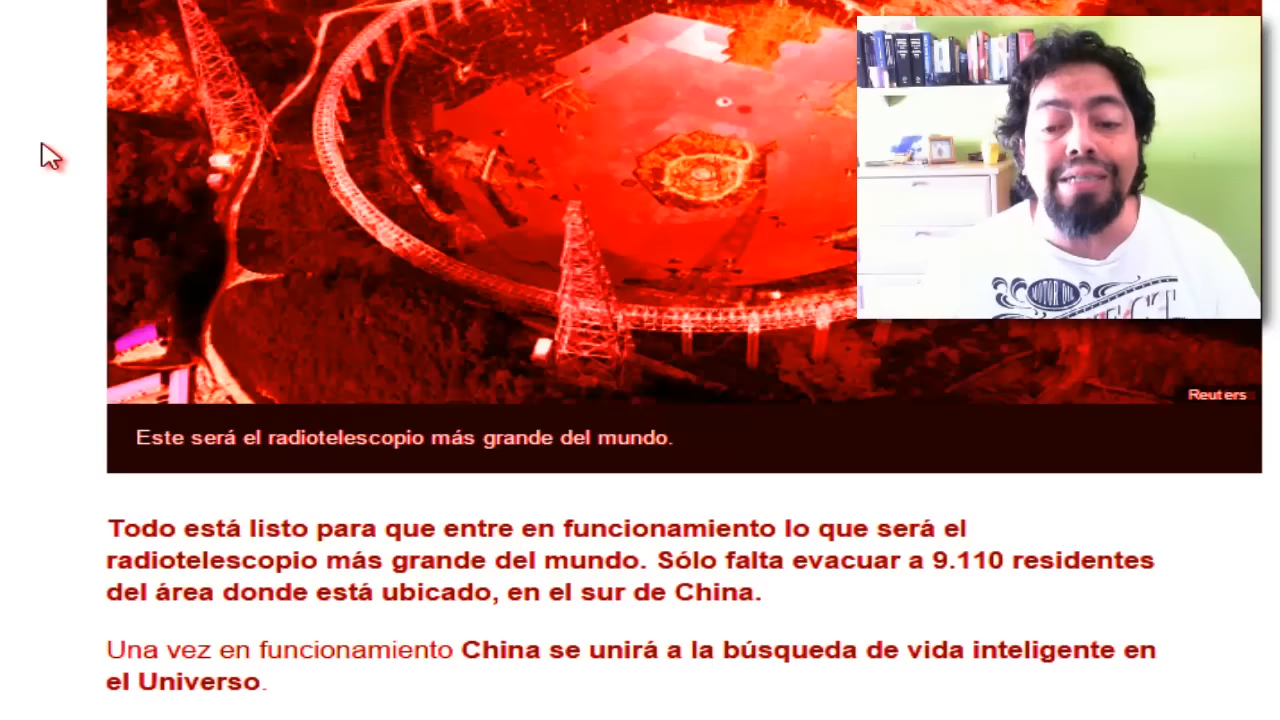 MOTOR OIL
Reuters
Este será el radiotelescopio más grande del mundo.
Todo está listo para que entre en funcionamiento lo que será el
radiotelescopio más grande del mundo. Sólo falta evacuar a 9.110 residentes
del área donde está ubicado, en el sur de China.
Una vez en funcionamiento China se unirá a la búsqueda de vida inteligente en
el Universo.